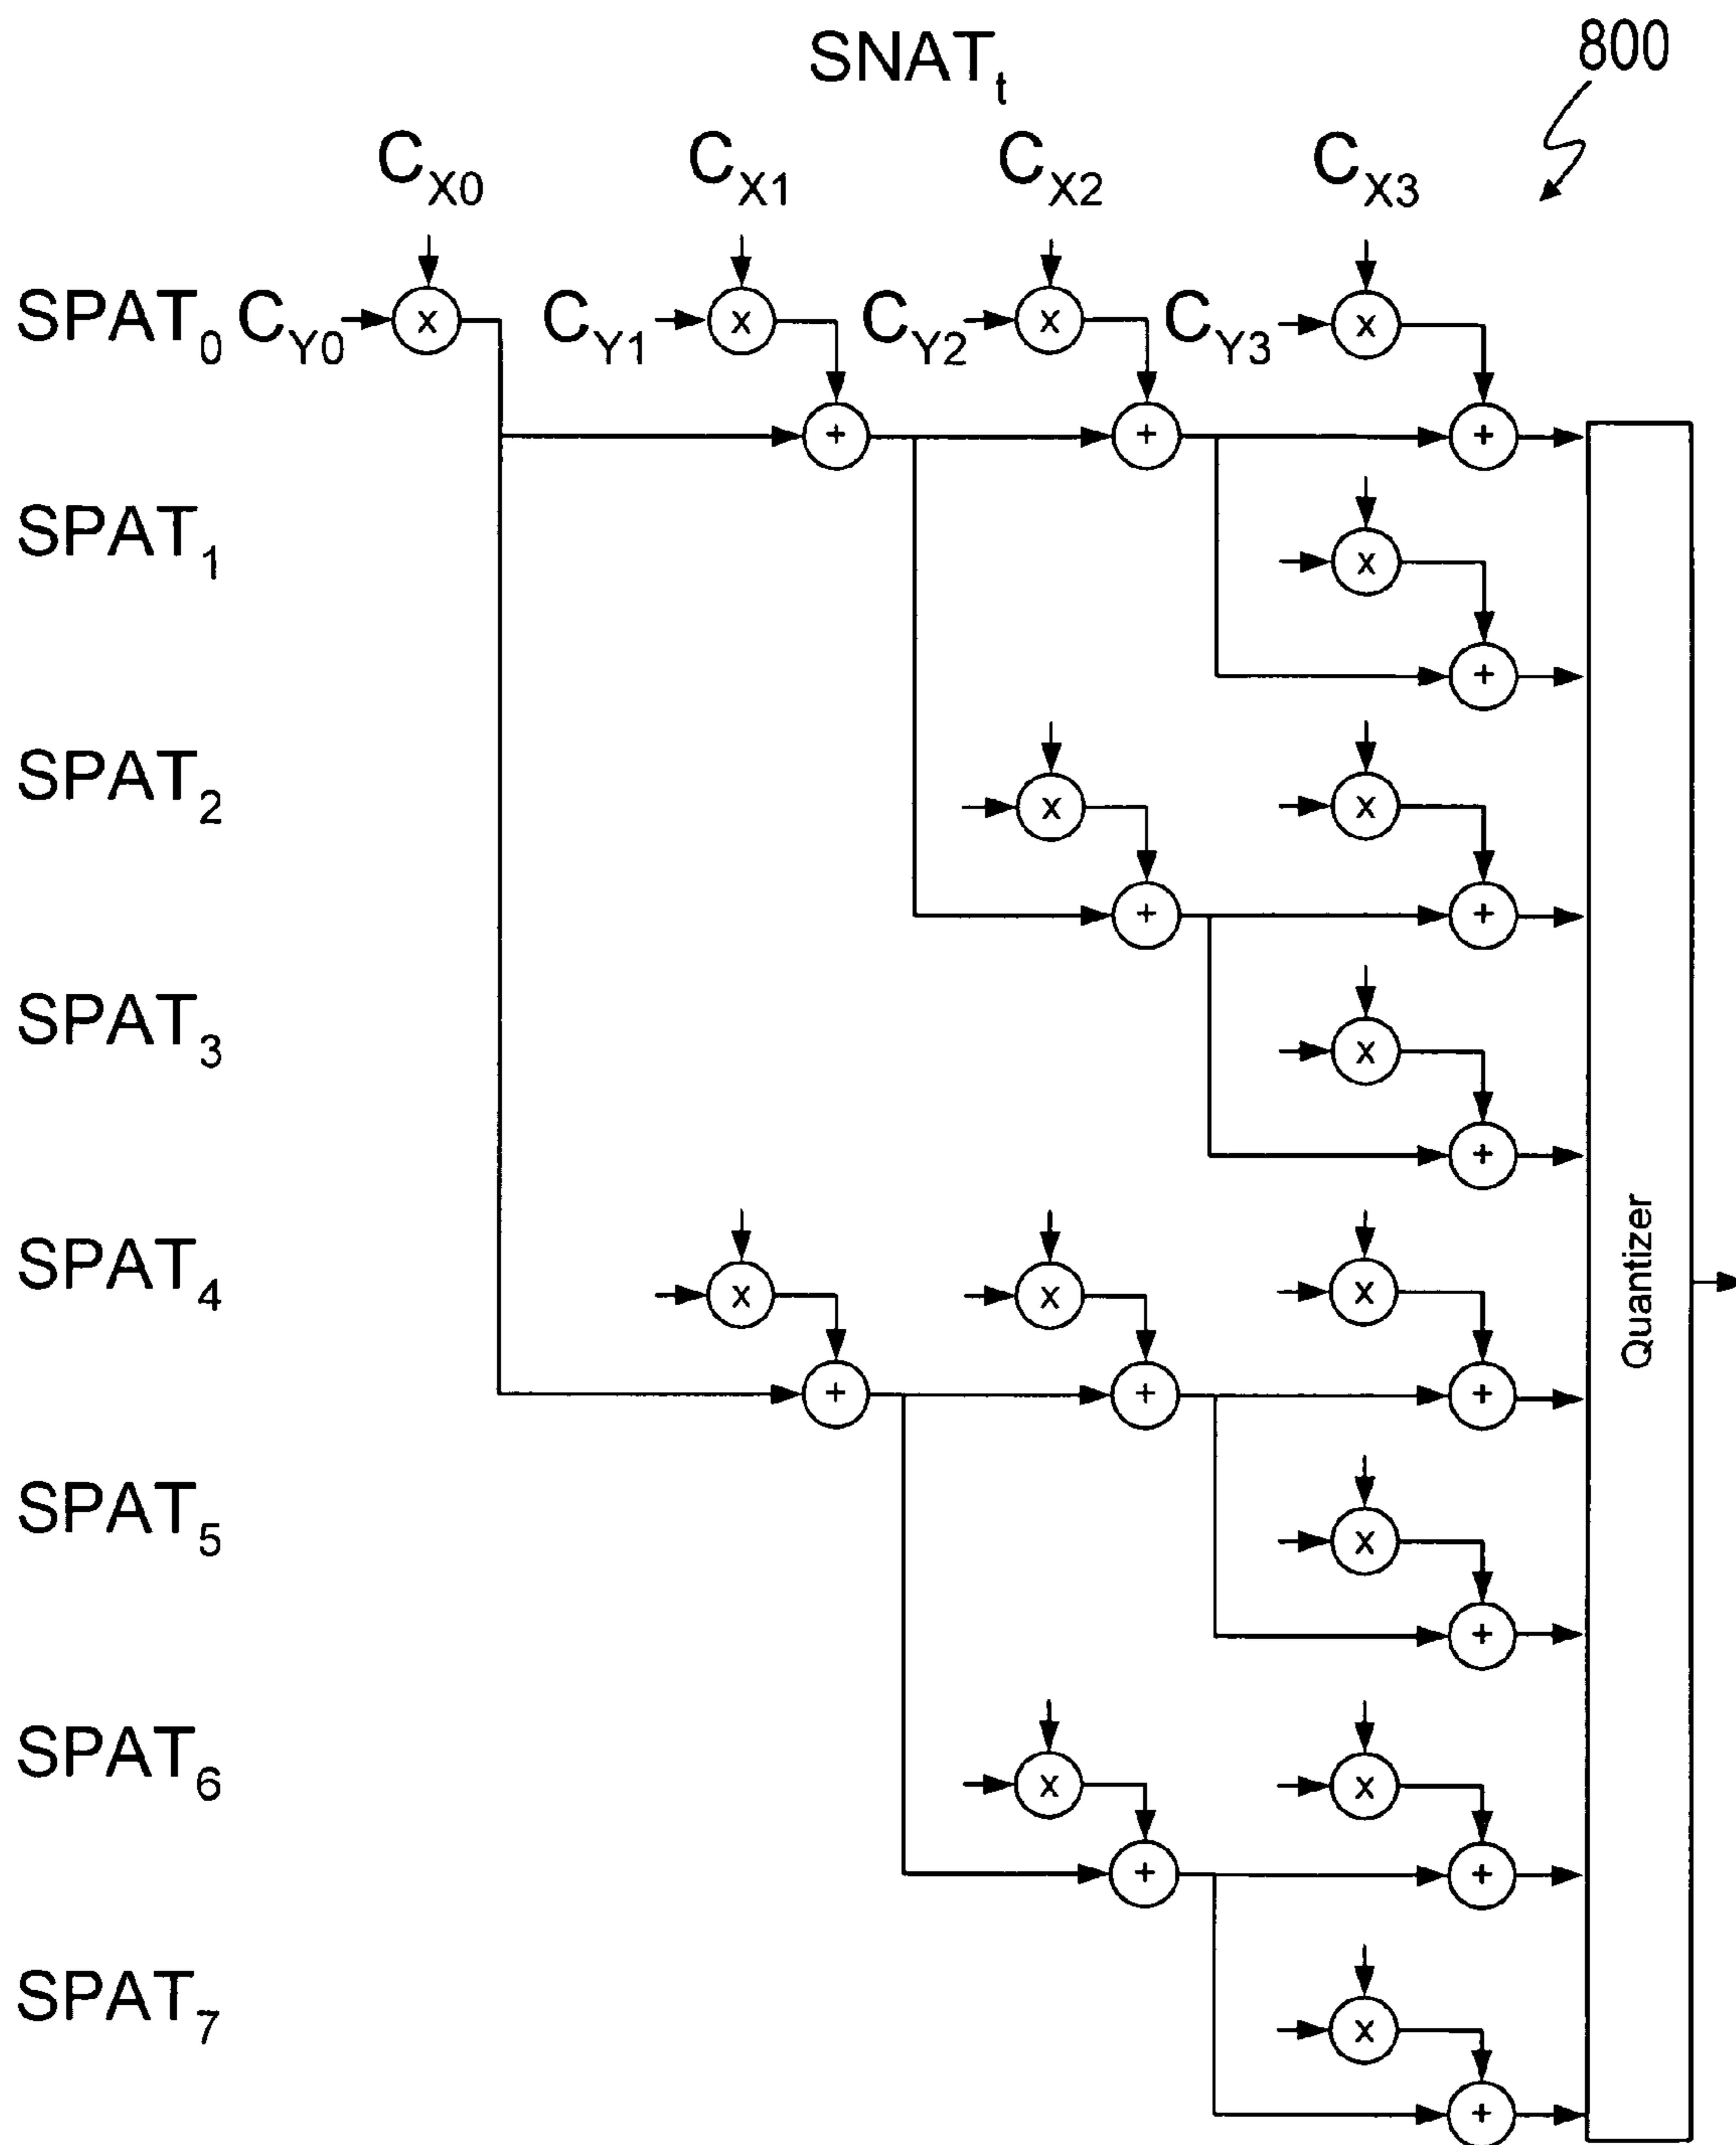 SNATt
800
CX0 CX1 CX2 CX3
SPAT0 CY0 x CY1 x CY2 x CY3 x
+ + +
SPAT1
x
+
SPAT2
x x
+ +
SPAT3
x
+
SPAT4
x x x
+ + +
SPAT5
x
+
SPAT6
x x
+ +
SPAT7
x
+
Quantizer